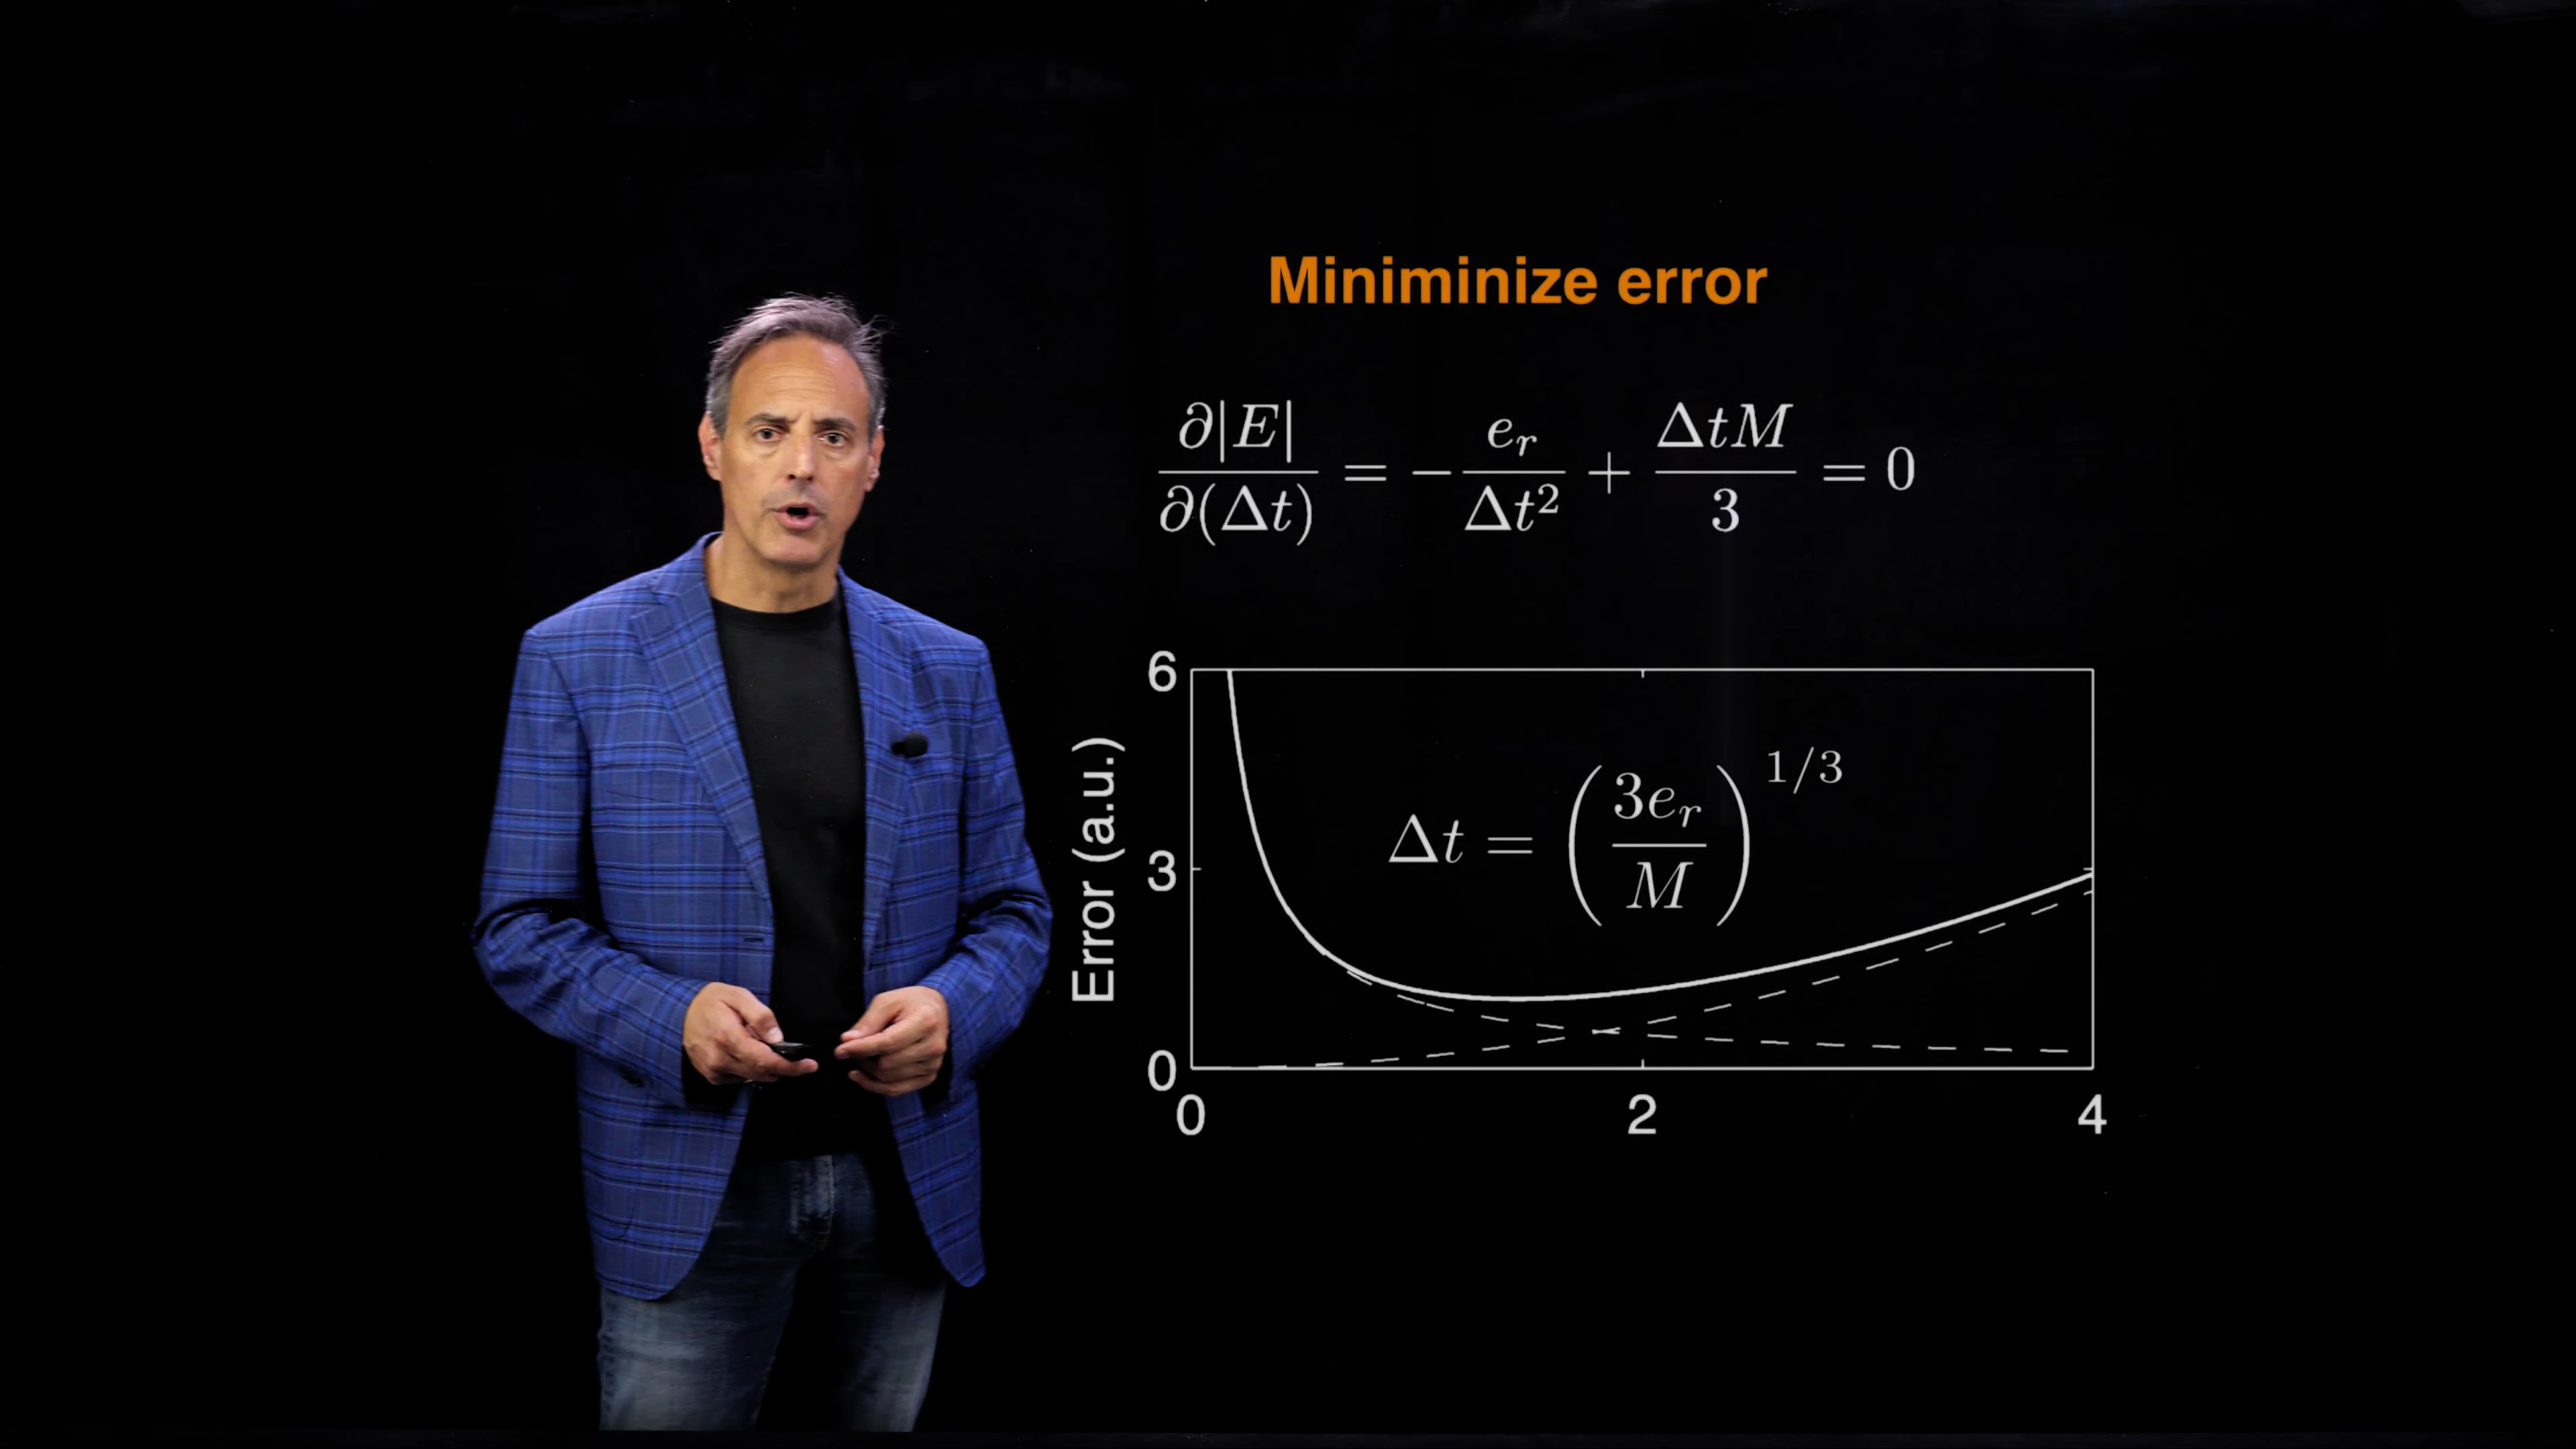 Miniminize error
∂|E| / ∂(Δt) = − e_r / Δt² + ΔtM / 3 = 0
6
Δt = (3e_r / M)^{1/3}
Error (a.u.)
3
0
0 2 4